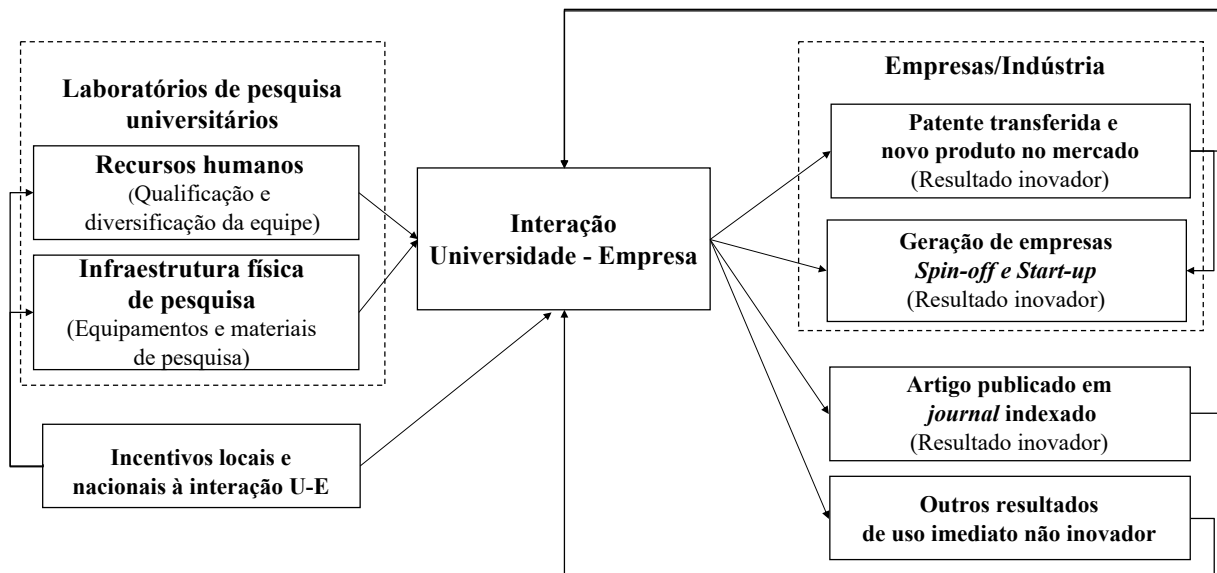 Laboratórios de pesquisa
universitários
Recursos humanos
(Qualificação e
diversificação da equipe)
Infraestrutura física
de pesquisa
(Equipamentos e materiais
de pesquisa)
Incentivos locais e
nacionais à interação U-E
Interação
Universidade - Empresa
Empresas/Indústria
Patente transferida e
novo produto no mercado
(Resultado inovador)
Geração de empresas
Spin-off e Start-up
(Resultado inovador)
Artigo publicado em
journal indexado
(Resultado inovador)
Outros resultados
de uso imediato não inovador